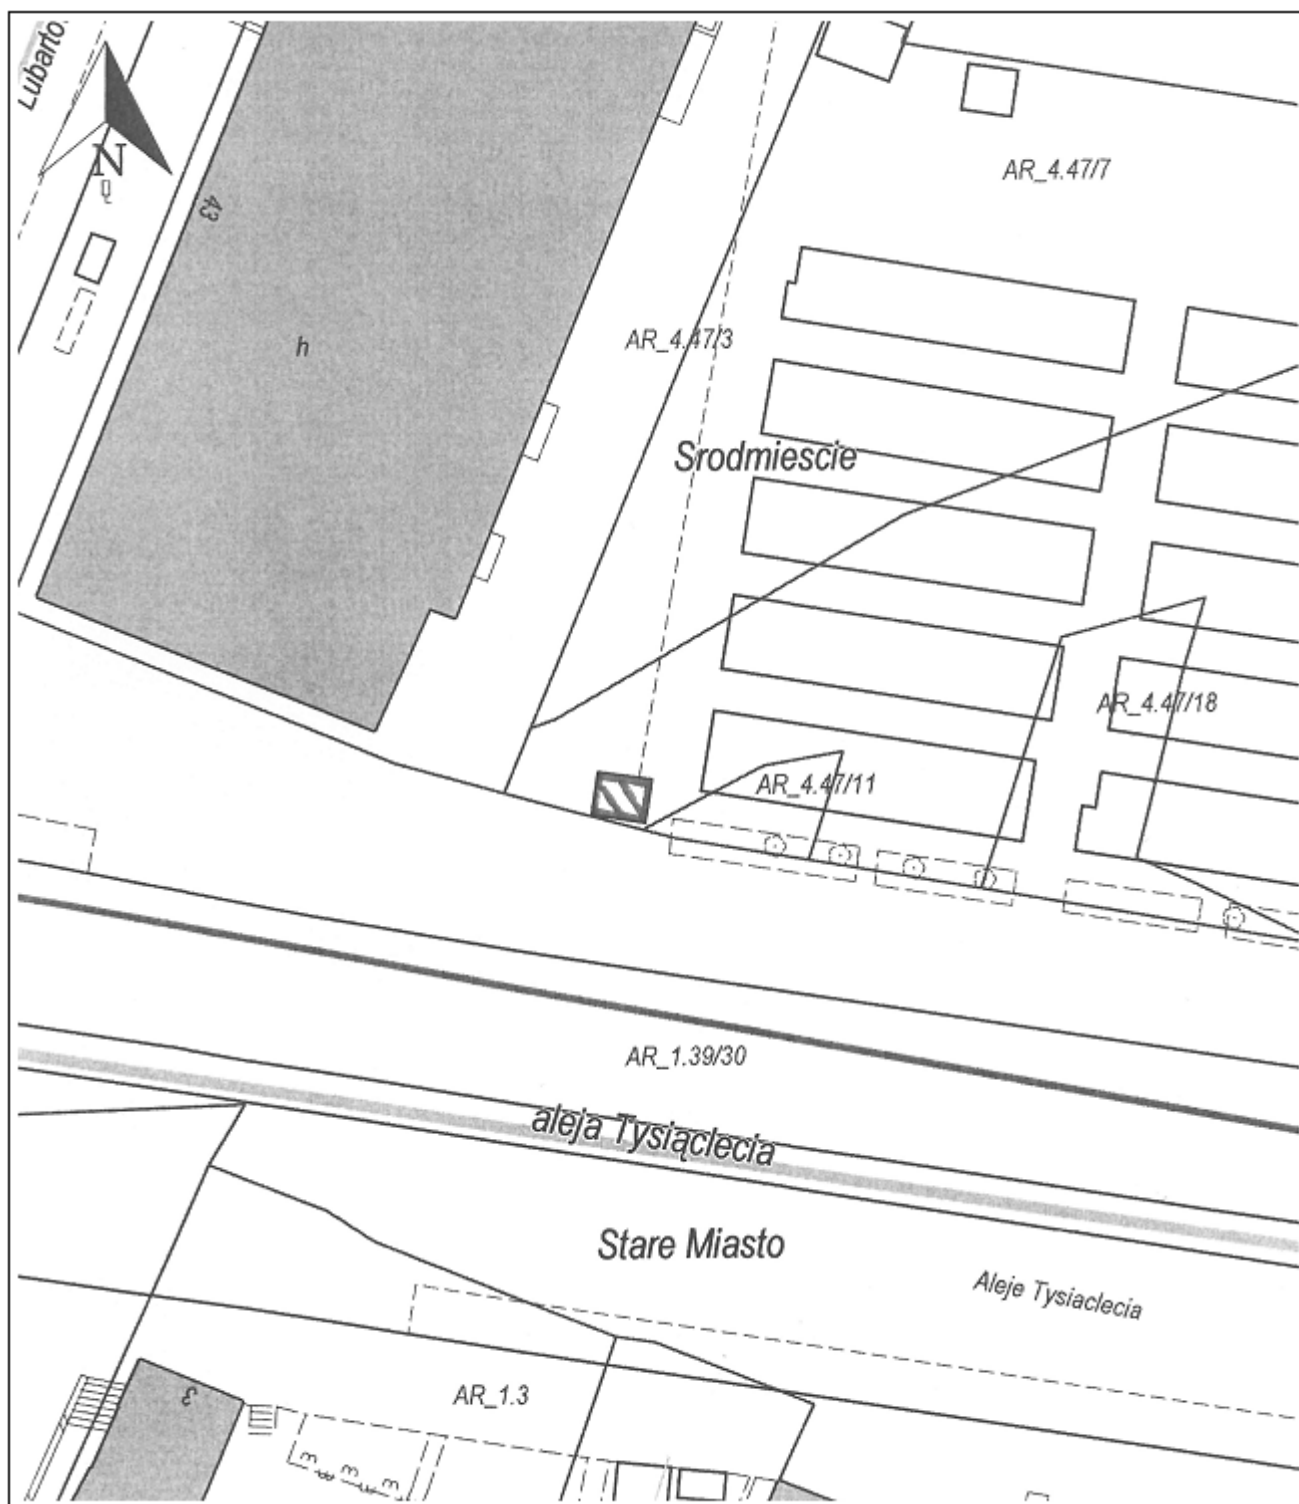 Lubarto.
N
AR_4.47/7
43
h
AR_4.47/3
Srodmiescie
AR_4.47/18
AR_4.47/11
AR_1.39/30
aleja Tysiąclecia
Stare Miasto
Aleje Tysiaclecia
AR_1.3
3